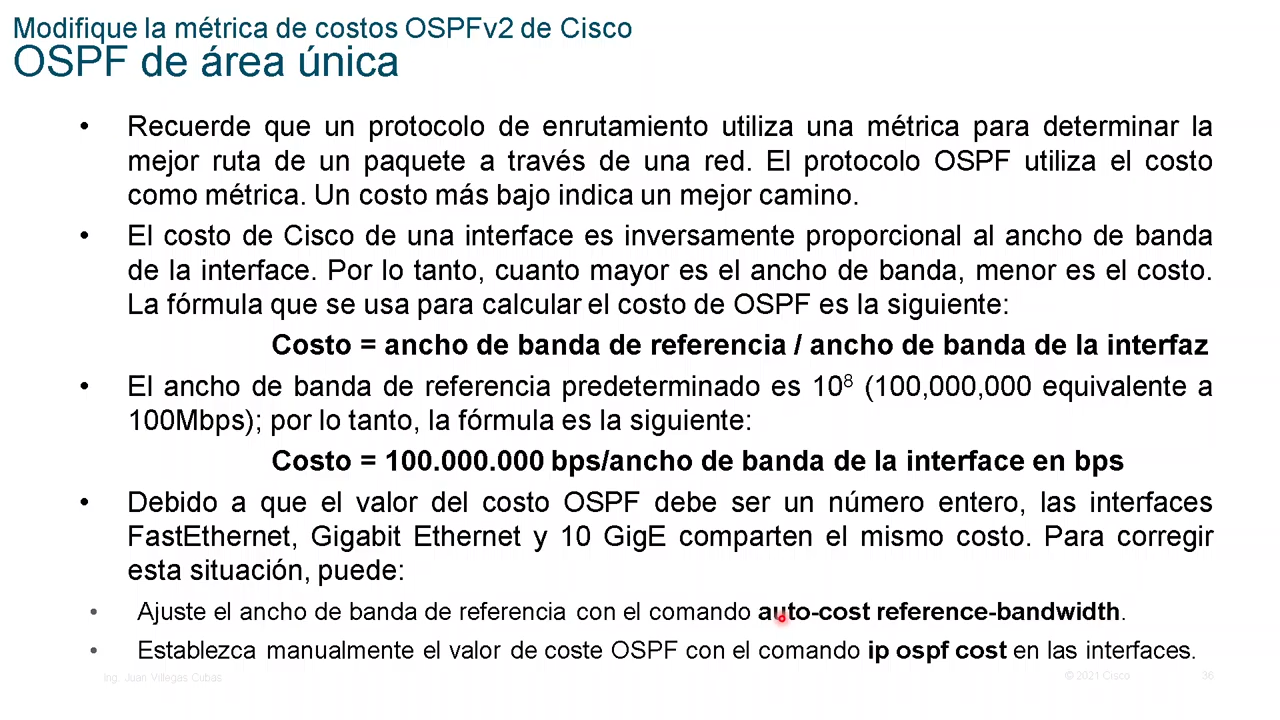 Modifique la métrica de costos OSPFv2 de Cisco
OSPF de área única
• Recuerde que un protocolo de enrutamiento utiliza una métrica para determinar la
mejor ruta de un paquete a través de una red. El protocolo OSPF utiliza el costo
como métrica. Un costo más bajo indica un mejor camino.
• El costo de Cisco de una interface es inversamente proporcional al ancho de banda
de la interface. Por lo tanto, cuanto mayor es el ancho de banda, menor es el costo.
La fórmula que se usa para calcular el costo de OSPF es la siguiente:
Costo = ancho de banda de referencia / ancho de banda de la interfaz
• El ancho de banda de referencia predeterminado es 10⁸ (100,000,000 equivalente a
100Mbps); por lo tanto, la fórmula es la siguiente:
Costo = 100.000.000 bps/ancho de banda de la interface en bps
• Debido a que el valor del costo OSPF debe ser un número entero, las interfaces
FastEthernet, Gigabit Ethernet y 10 GigE comparten el mismo costo. Para corregir
esta situación, puede:
• Ajuste el ancho de banda de referencia con el comando auto-cost reference-bandwidth.
• Establezca manualmente el valor de coste OSPF con el comando ip ospf cost en las interfaces.
Ing. Juan Villegas Cubas © 2021 Cisco 36